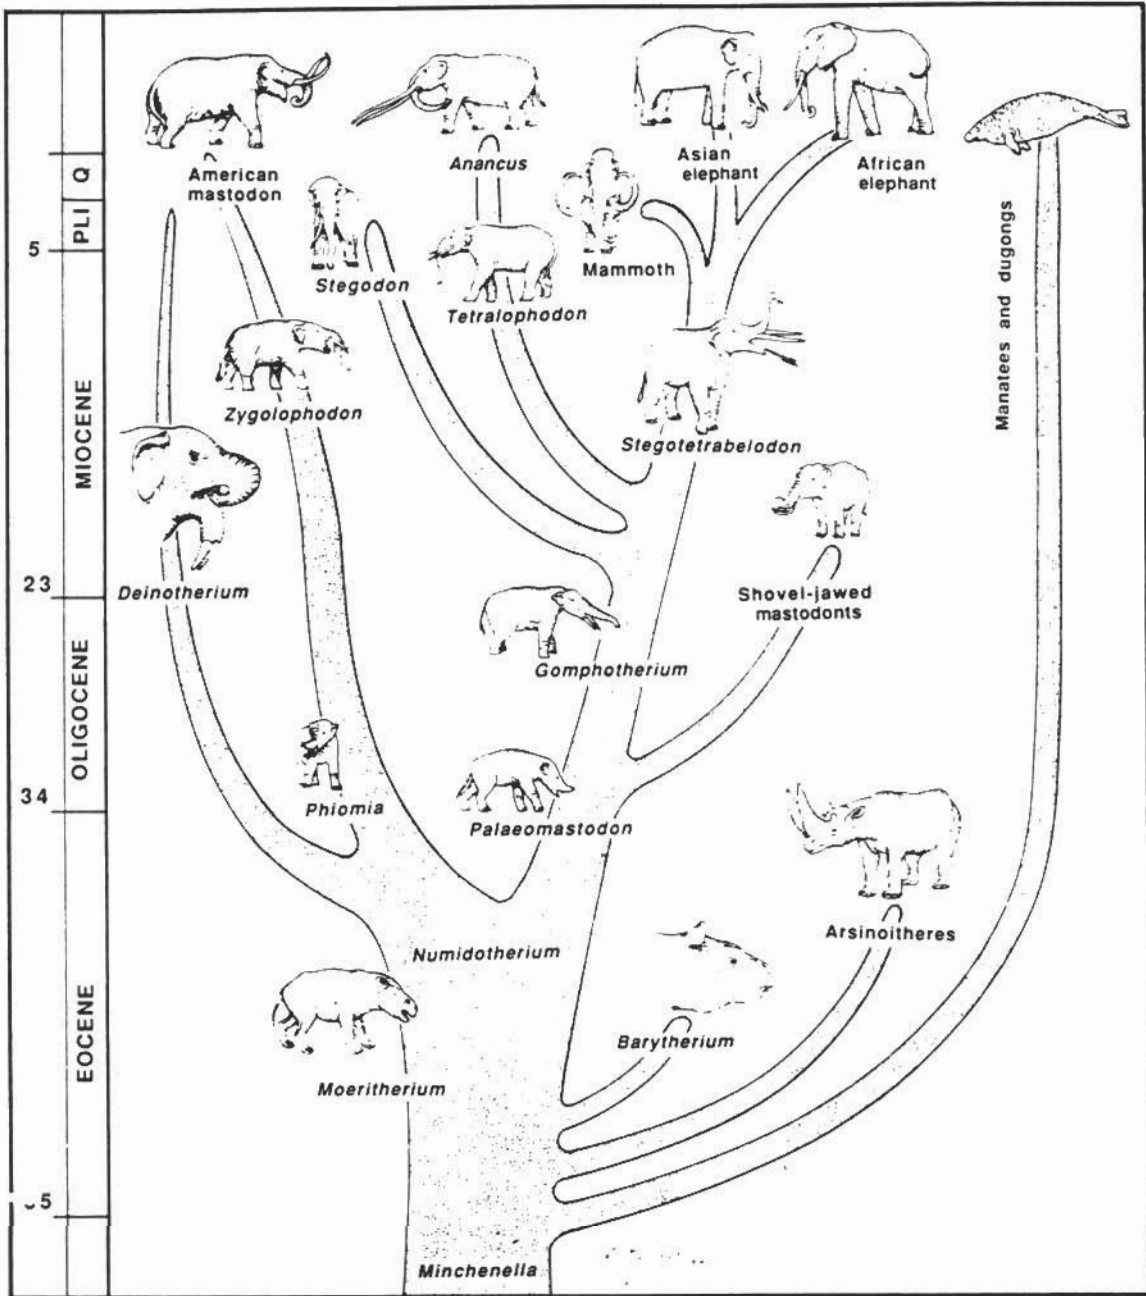 Q
PLI
5
MIOCENE
23
OLIGOCENE
34
EOCENE
American
mastodon
Anancus
Asian
elephant
African
elephant
Stegodon
Mammoth
Tetralophodon
Manatees and dugongs
Zygolophodon
Stegotetrabelodon
Deinotherium
Shovel-jawed
mastodonts
Gomphotherium
Phiomia
Palaeomastodon
Arsinoitheres
Numidotherium
Barytherium
Moeritherium
Minchenella